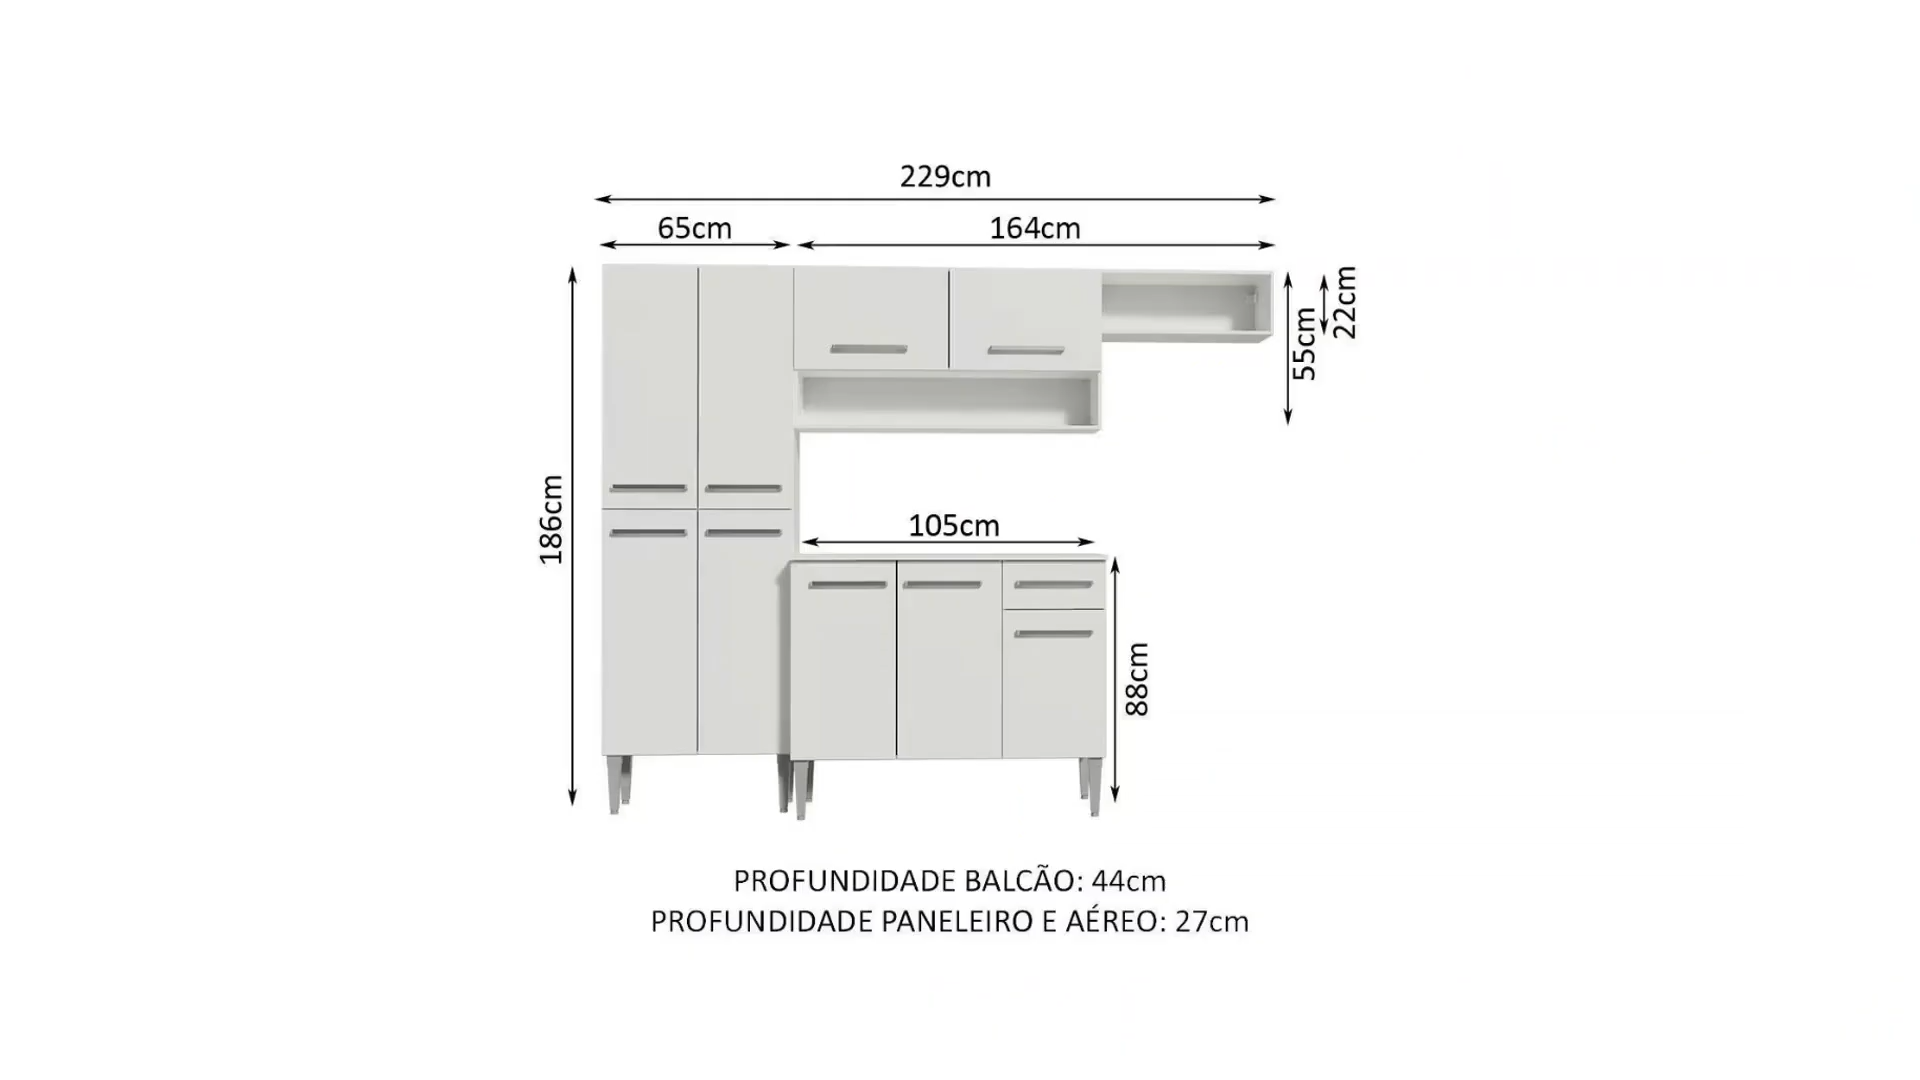 229cm
65cm
164cm
22cm
55cm
186cm
105cm
88cm
PROFUNDIDADE BALCÃO: 44cm
PROFUNDIDADE PANELEIRO E AÉREO: 27cm